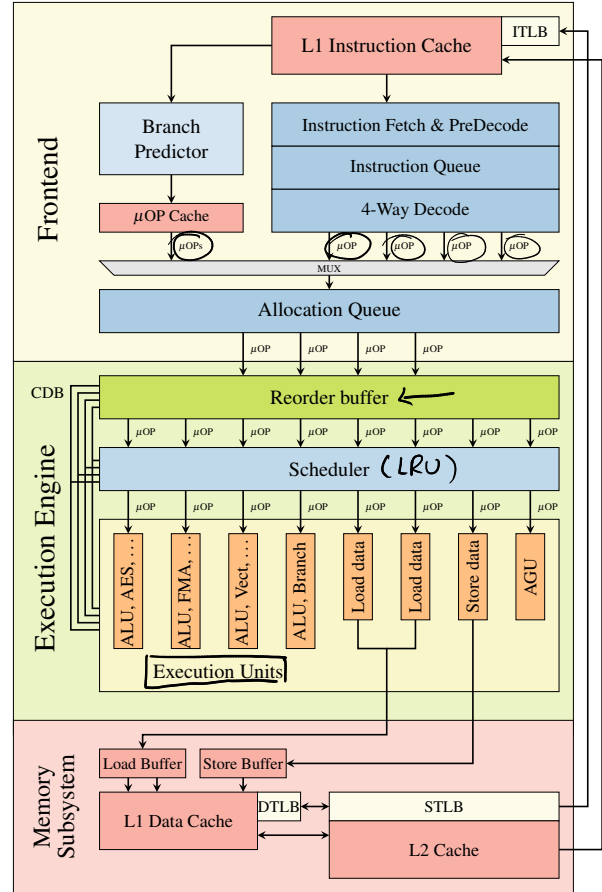 L1 Instruction Cache
ITLB
Frontend
Branch
Predictor
Instruction Fetch & PreDecode
Instruction Queue
4-Way Decode
μOP Cache
μOPs
μOP
μOP
μOP
μOP
MUX
Allocation Queue
μOP
μOP
μOP
μOP
Execution Engine
CDB
Reorder buffer
μOP
μOP
μOP
μOP
μOP
μOP
μOP
μOP
Scheduler (LRU)
μOP
μOP
μOP
μOP
μOP
μOP
μOP
μOP
ALU, AES, ...
ALU, FMA, ...
ALU, Vect, ...
ALU, Branch
Load data
Load data
Store data
AGU
Execution Units
Memory
Subsystem
Load Buffer
Store Buffer
L1 Data Cache
DTLB
STLB
L2 Cache